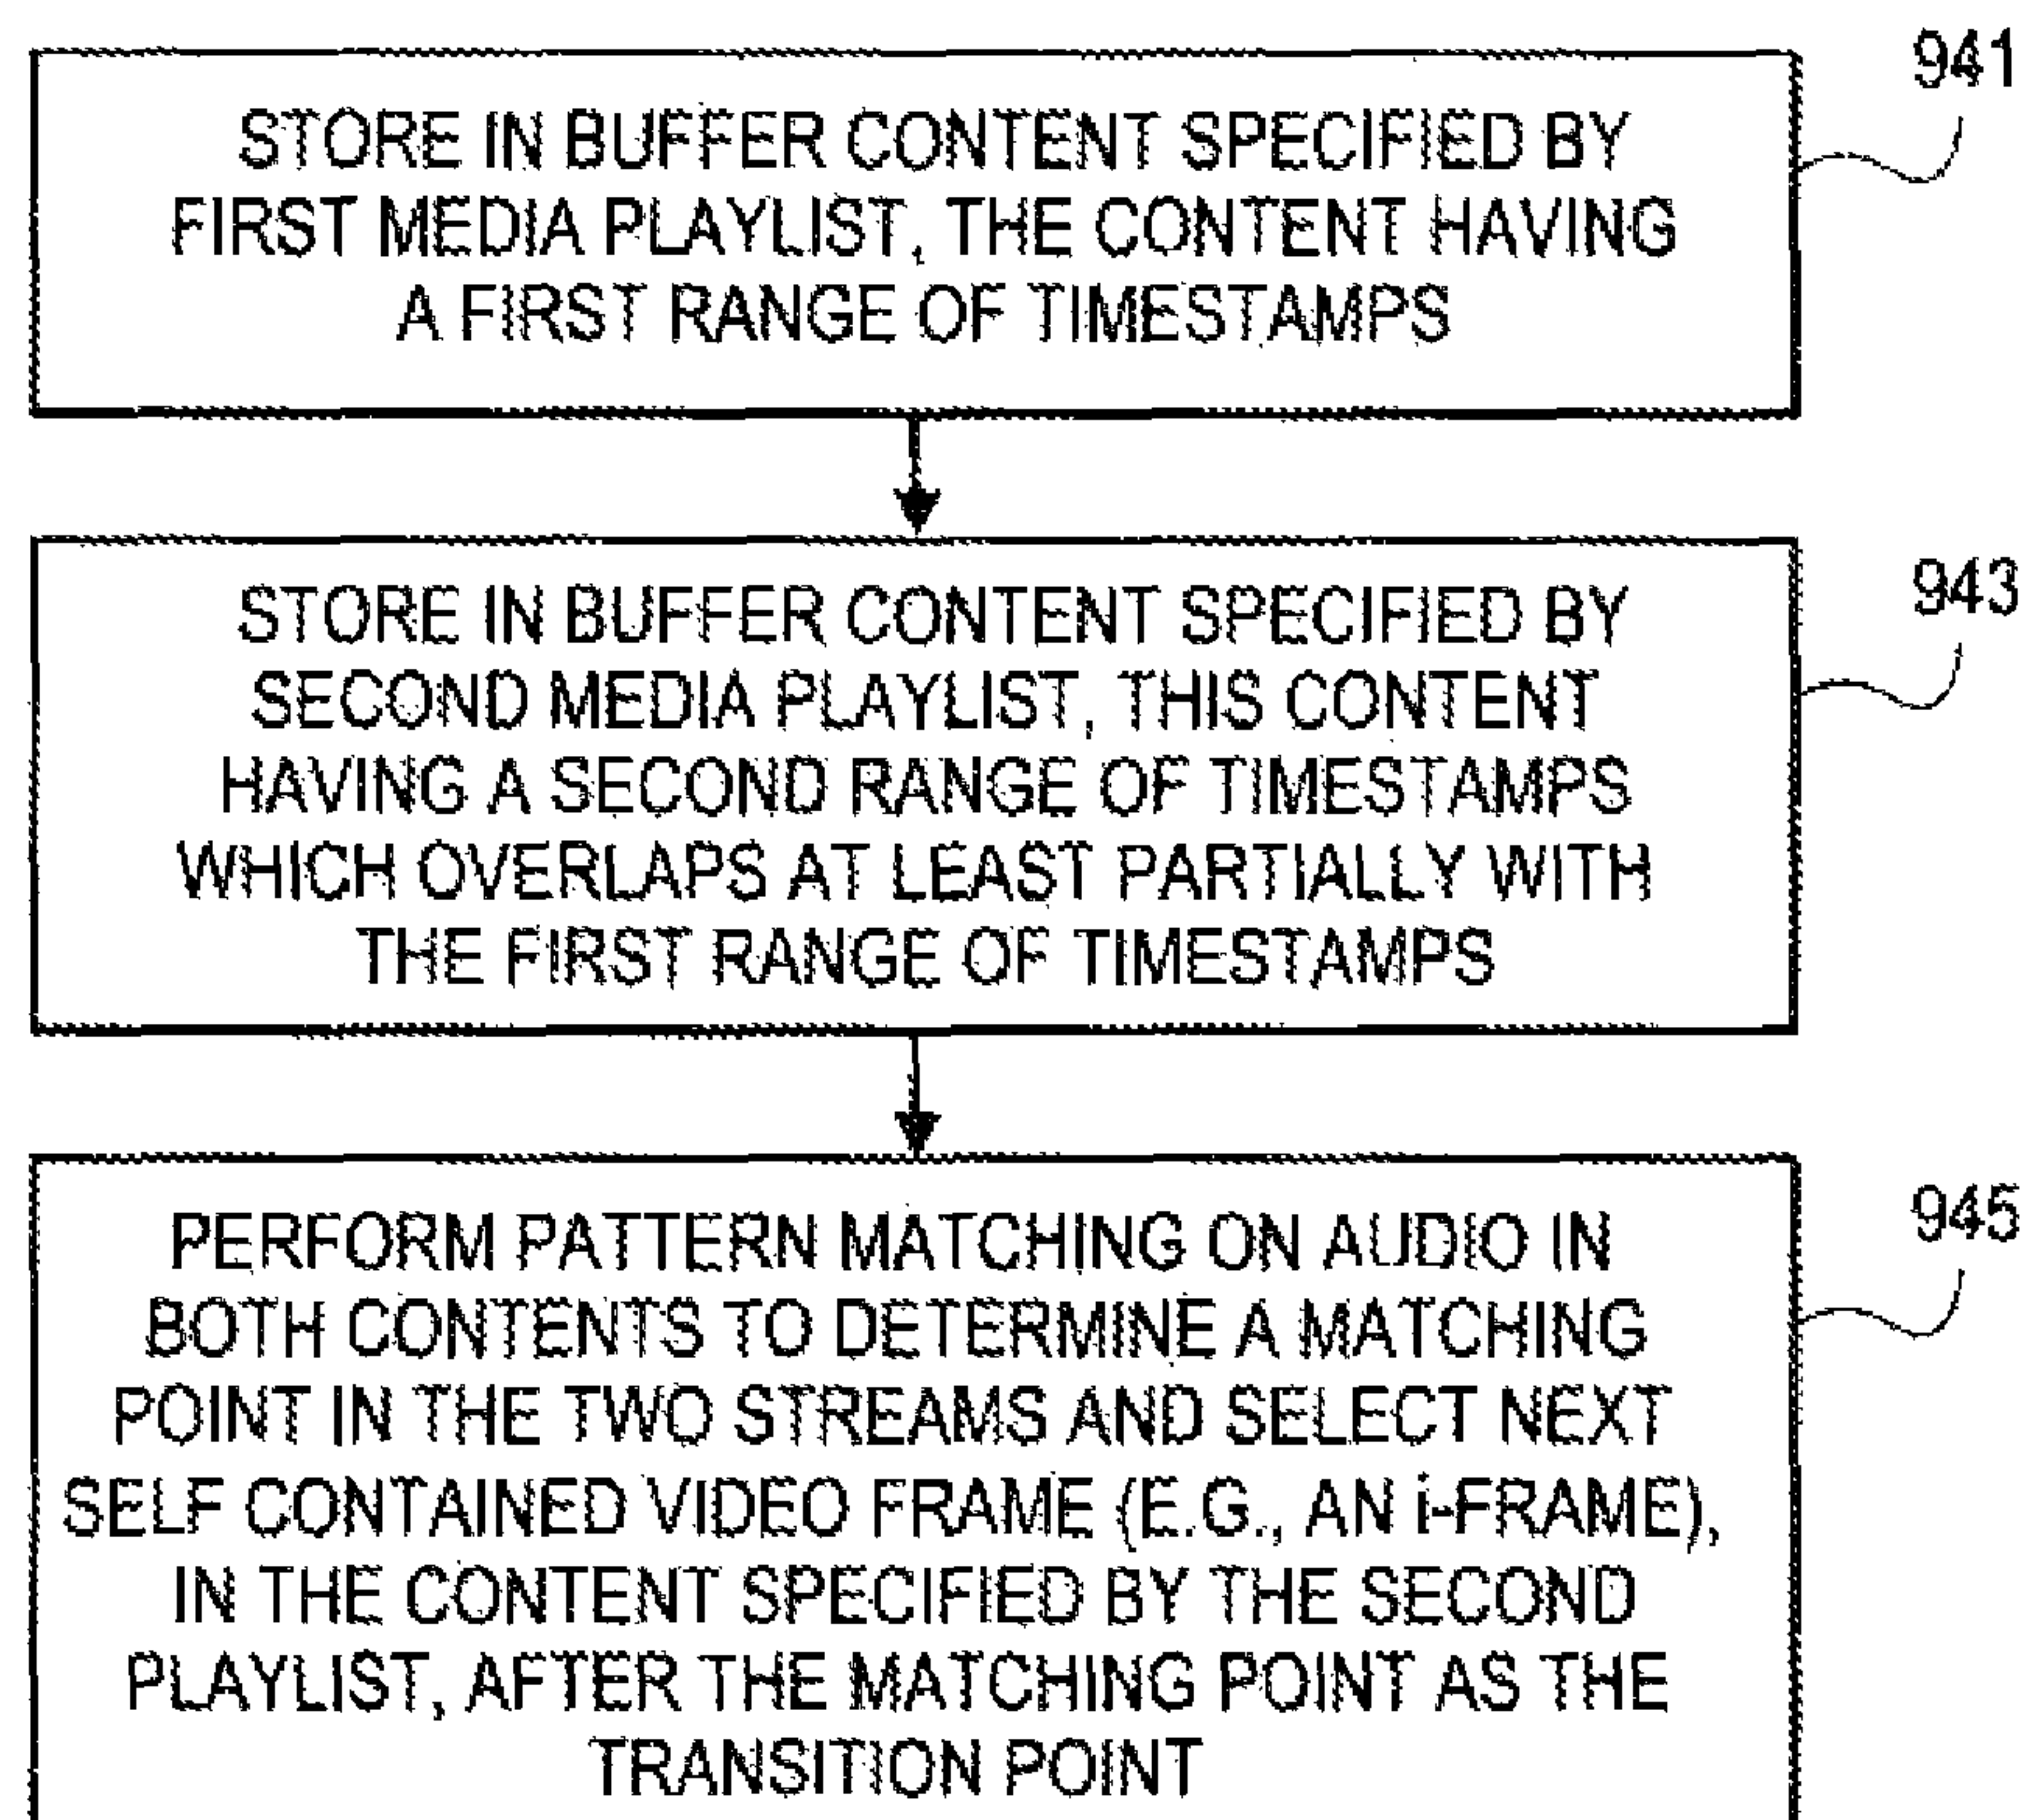 941
STORE IN BUFFER CONTENT SPECIFIED BY
FIRST MEDIA PLAYLIST, THE CONTENT HAVING
A FIRST RANGE OF TIMESTAMPS
943
STORE IN BUFFER CONTENT SPECIFIED BY
SECOND MEDIA PLAYLIST, THIS CONTENT
HAVING A SECOND RANGE OF TIMESTAMPS
WHICH OVERLAPS AT LEAST PARTIALLY WITH
THE FIRST RANGE OF TIMESTAMPS
945
PERFORM PATTERN MATCHING ON AUDIO IN
BOTH CONTENTS TO DETERMINE A MATCHING
POINT IN THE TWO STREAMS AND SELECT NEXT
SELF CONTAINED VIDEO FRAME (E.G., AN i-FRAME),
IN THE CONTENT SPECIFIED BY THE SECOND
PLAYLIST, AFTER THE MATCHING POINT AS THE
TRANSITION POINT